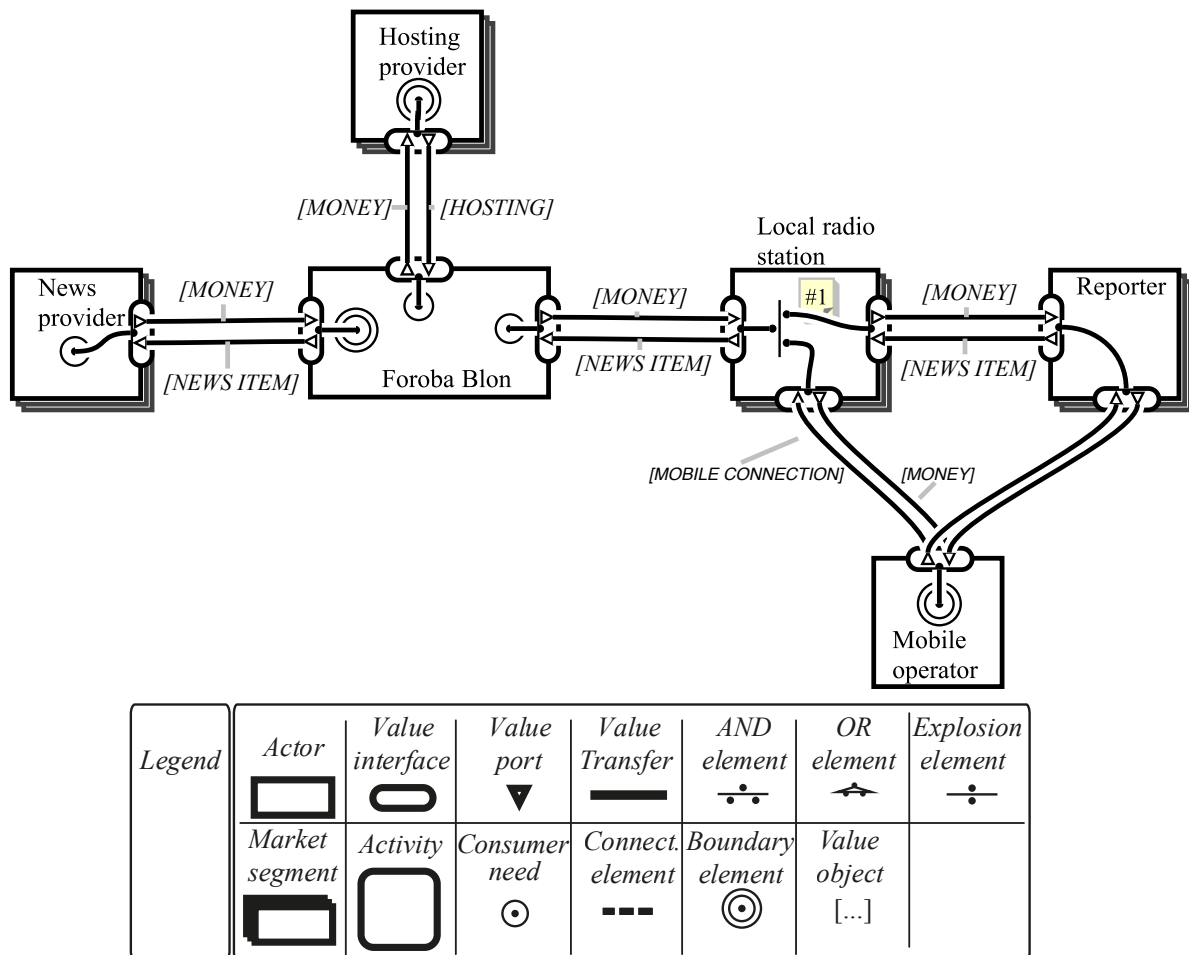 Hosting
provider
[MONEY]
[HOSTING]
Local radio
station
News
provider
[MONEY]
[NEWS ITEM]
Foroba Blon
[MONEY]
[NEWS ITEM]
#1
[MONEY]
[NEWS ITEM]
Reporter
[MOBILE CONNECTION]
[MONEY]
Mobile
operator
Legend
Actor
Value
interface
Value
port
Value
Transfer
AND
element
OR
element
Explosion
element
Market
segment
Activity
Consumer
need
Connect.
element
Boundary
element
Value
object
[...]